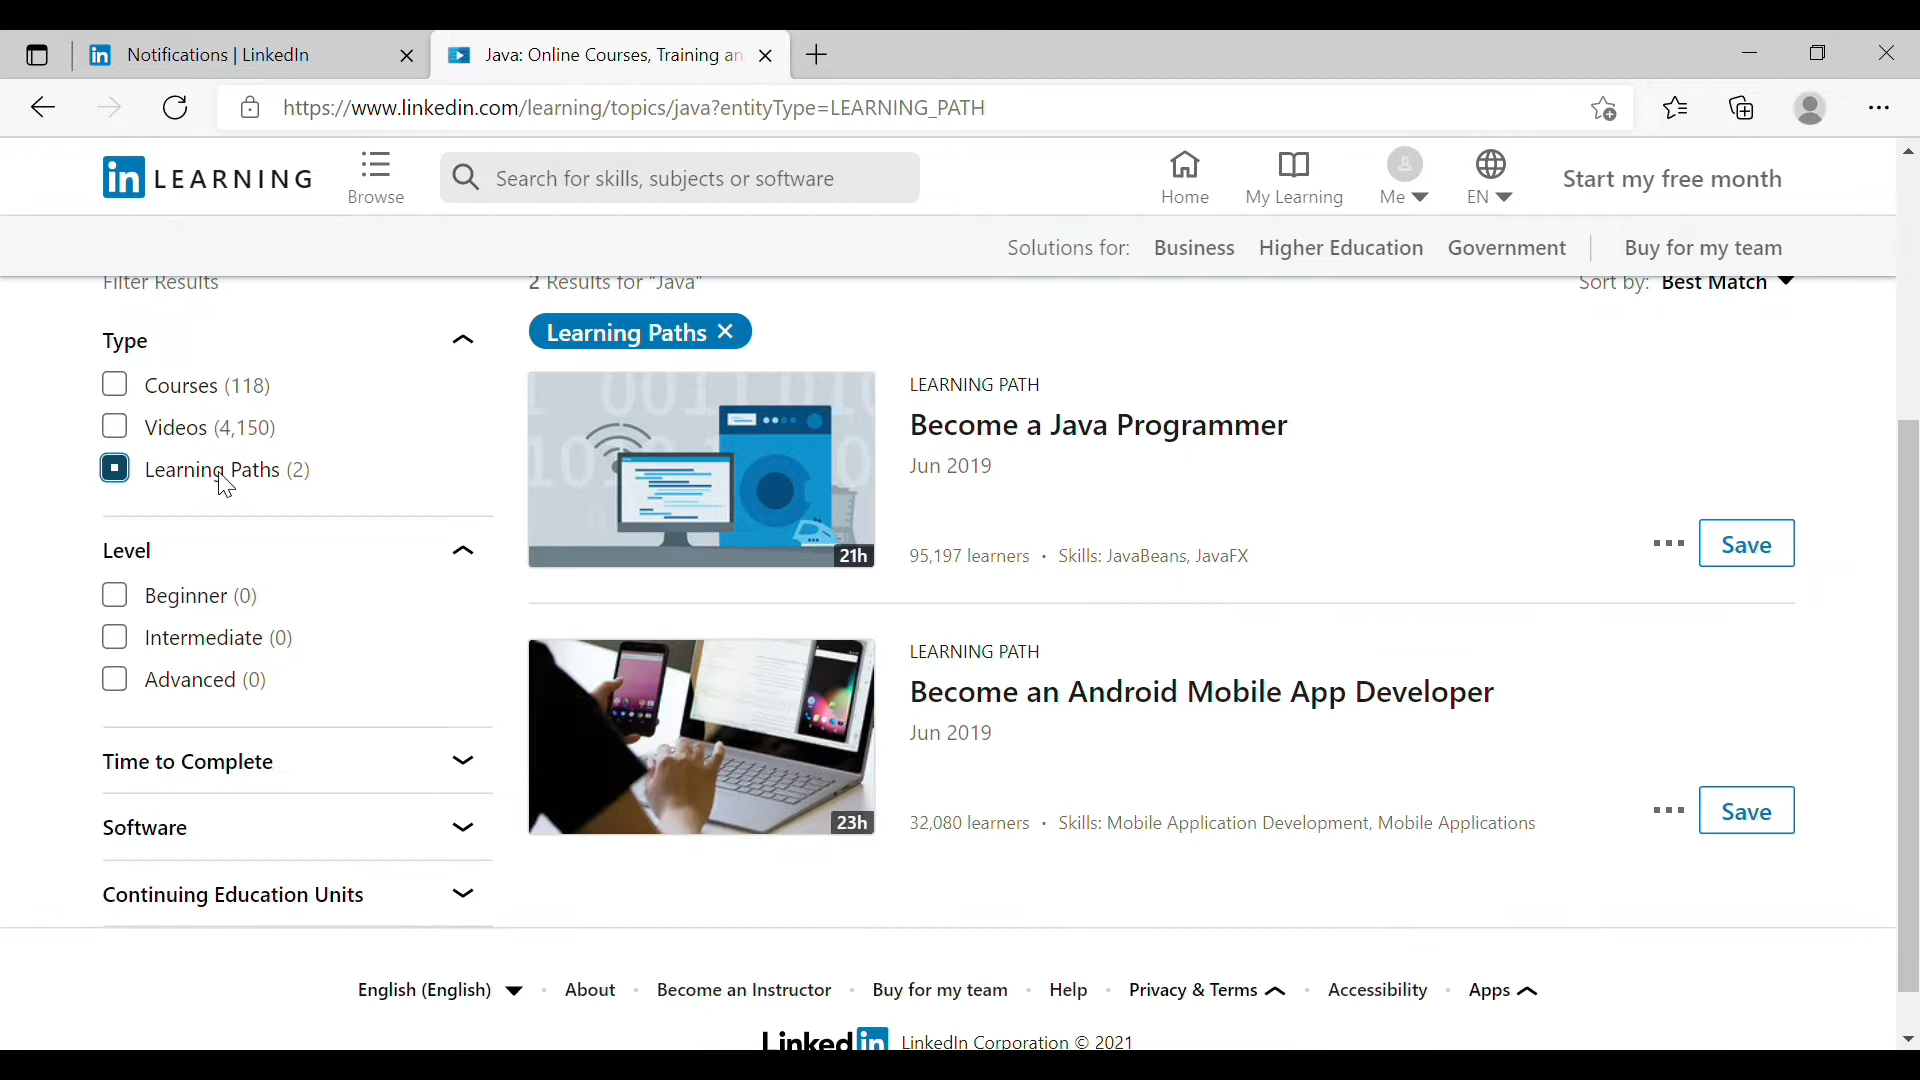 Notifications | LinkedIn
Java: Online Courses, Training an
https://www.linkedin.com/learning/topics/java?entityType=LEARNING_PATH
in LEARNING
Browse
Search for skills, subjects or software
Home
My Learning
Me
EN
Start my free month
Solutions for: Business Higher Education Government Buy for my team
Filter Results
2 Results for "Java"
Sort by: Best Match
Learning Paths
Type
Courses (118)
Videos (4,150)
Learning Paths (2)
Level
Beginner (0)
Intermediate (0)
Advanced (0)
Time to Complete
Software
Continuing Education Units
LEARNING PATH
Become a Java Programmer
Jun 2019
21h
95,197 learners · Skills: JavaBeans, JavaFX
Save
LEARNING PATH
Become an Android Mobile App Developer
Jun 2019
23h
32,080 learners · Skills: Mobile Application Development, Mobile Applications
Save
English (English) · About · Become an Instructor · Buy for my team · Help · Privacy & Terms · Accessibility · Apps
Linked in LinkedIn Corporation © 2021